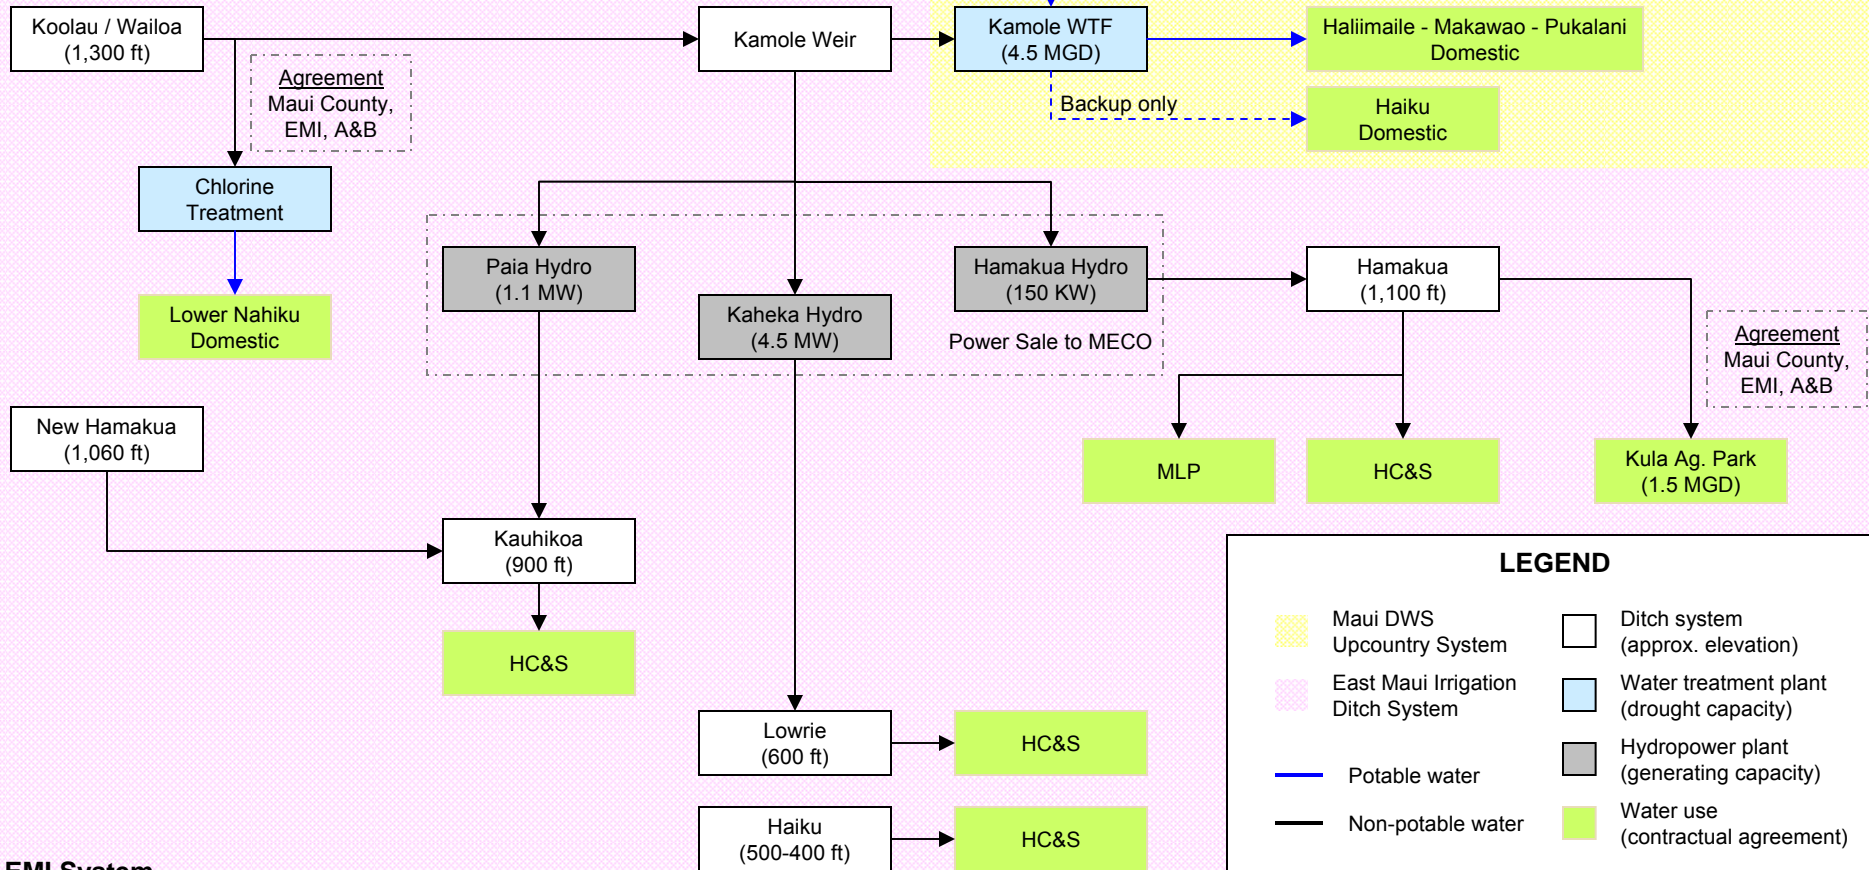 Koolau / Wailoa
(1,300 ft)
Kamole Weir
Kamole WTF
(4.5 MGD)
Haliimaile - Makawao - Pukalani
Domestic
Agreement
Maui County,
EMI, A&B
Backup only
Haiku
Domestic
Chlorine
Treatment
Lower Nahiku
Domestic
Paia Hydro
(1.1 MW)
Kaheka Hydro
(4.5 MW)
Hamakua Hydro
(150 KW)
Power Sale to MECO
Hamakua
(1,100 ft)
Agreement
Maui County,
EMI, A&B
New Hamakua
(1,060 ft)
MLP
HC&S
Kula Ag. Park
(1.5 MGD)
Kauhikoa
(900 ft)
HC&S
Lowrie
(600 ft)
HC&S
Haiku
(500-400 ft)
HC&S
LEGEND
Maui DWS
Upcountry System
East Maui Irrigation
Ditch System
Potable water
Non-potable water
Ditch system
(approx. elevation)
Water treatment plant
(drought capacity)
Hydropower plant
(generating capacity)
Water use
(contractual agreement)
EMI System